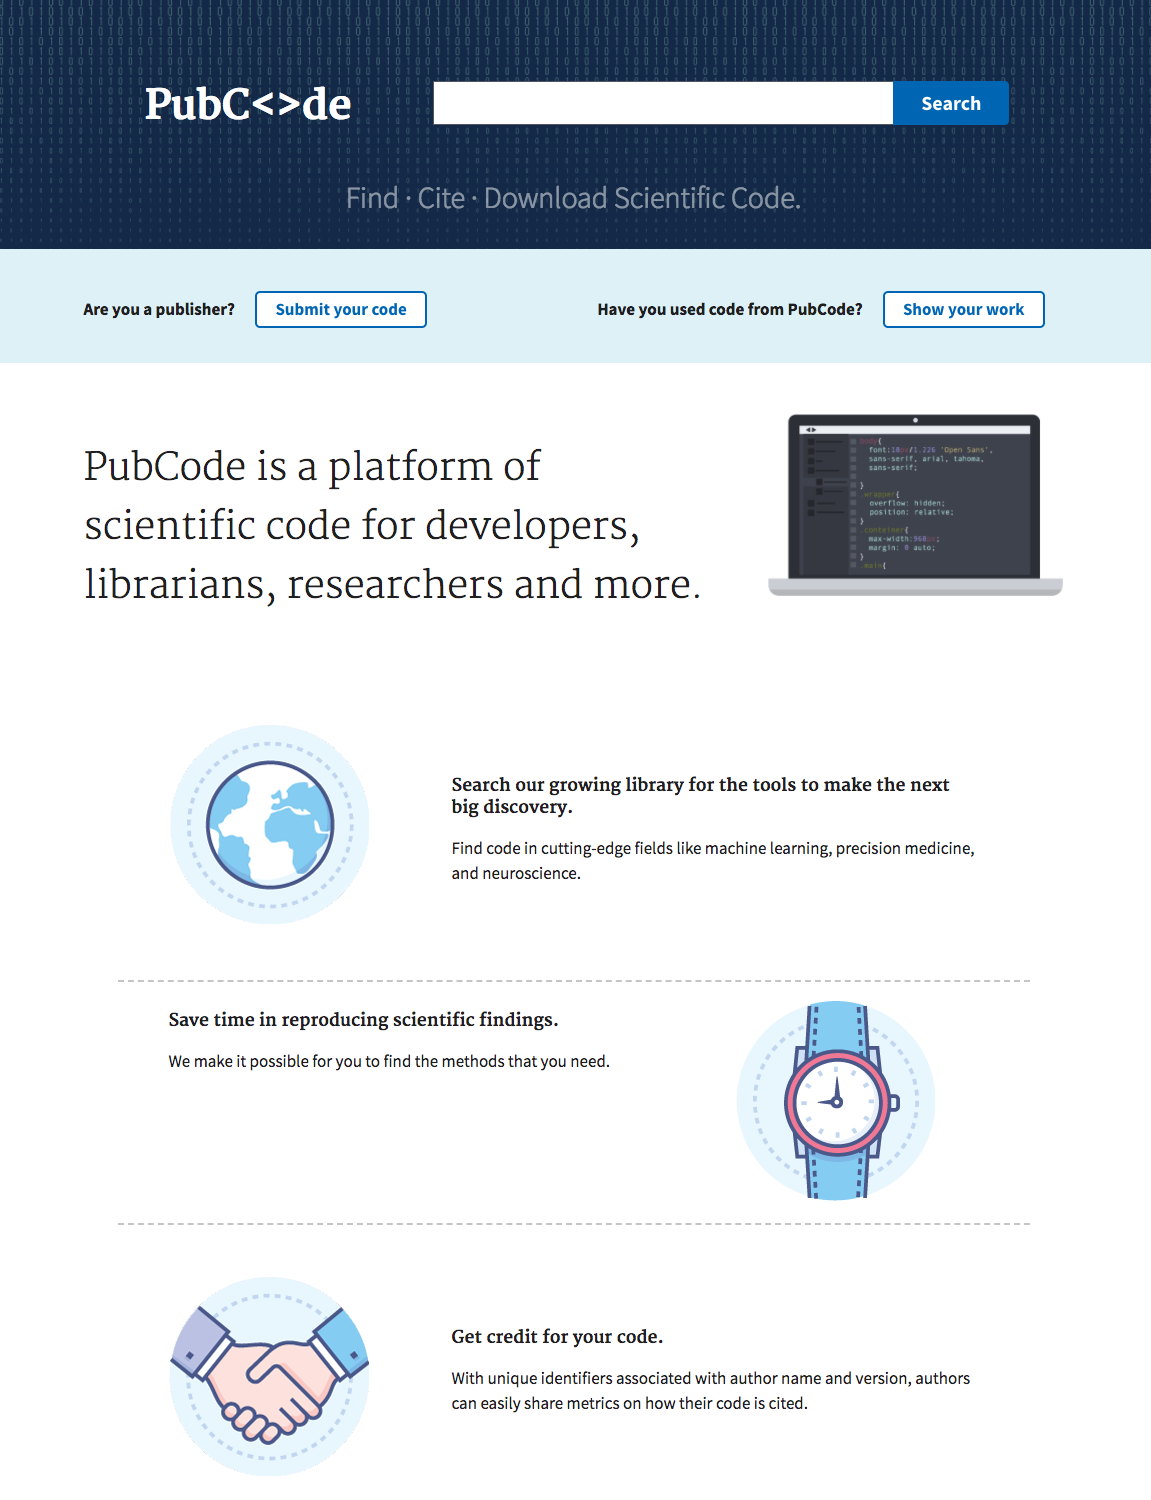 PubC<>de
Search
Find · Cite · Download Scientific Code.
Are you a publisher?
Submit your code
Have you used code from PubCode?
Show your work
PubCode is a platform of
scientific code for developers,
librarians, researchers and more.
body{
font:18px/1.226 'Open Sans',
sans-serif, arial, tahoma,
sans-serif;
}
.wrapper{
overflow: hidden;
position: relative;
}
.container{
max-width:960px;
margin: 0 auto;
}
.main{
Search our growing library for the tools to make the next
big discovery.
Find code in cutting-edge fields like machine learning, precision medicine,
and neuroscience.
Save time in reproducing scientific findings.
We make it possible for you to find the methods that you need.
Get credit for your code.
With unique identifiers associated with author name and version, authors
can easily share metrics on how their code is cited.